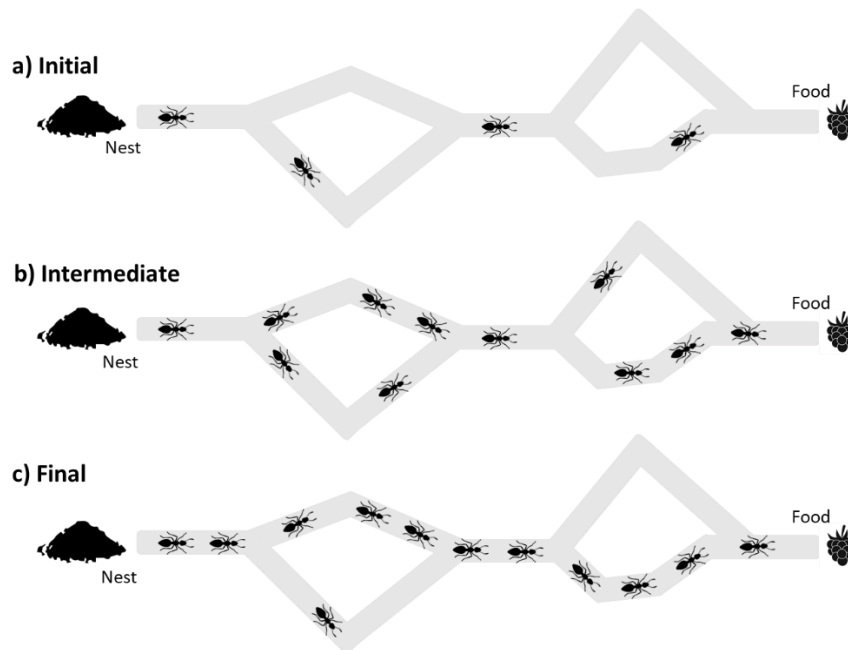 a) Initial
Food
Nest
b) Intermediate
Food
Nest
c) Final
Food
Nest